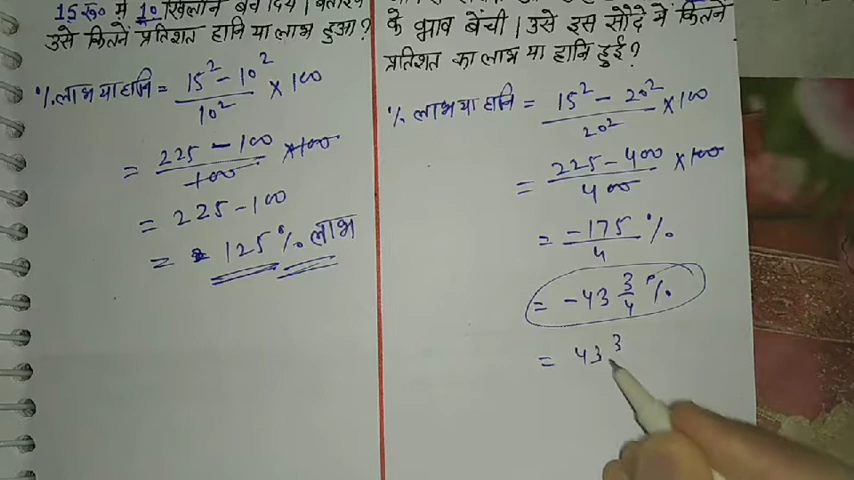 15 रु० में 10 खिलौने बेच दिये। बताइये
उसे कितने प्रतिशत हानि या लाभ हुआ?
% लाभ या हानि = (15² - 10²)/10² × 100
= (225 - 100)/100 × 100
= 225 - 100
= 125% लाभ
के भाव बेची। उसे इस सौदे में कितने
प्रतिशत का लाभ या हानि हुई?
% लाभ या हानि = (15² - 20²)/20² × 100
= (225 - 400)/400 × 100
= -175/4 %
= -43 3/4 %
= 43 3